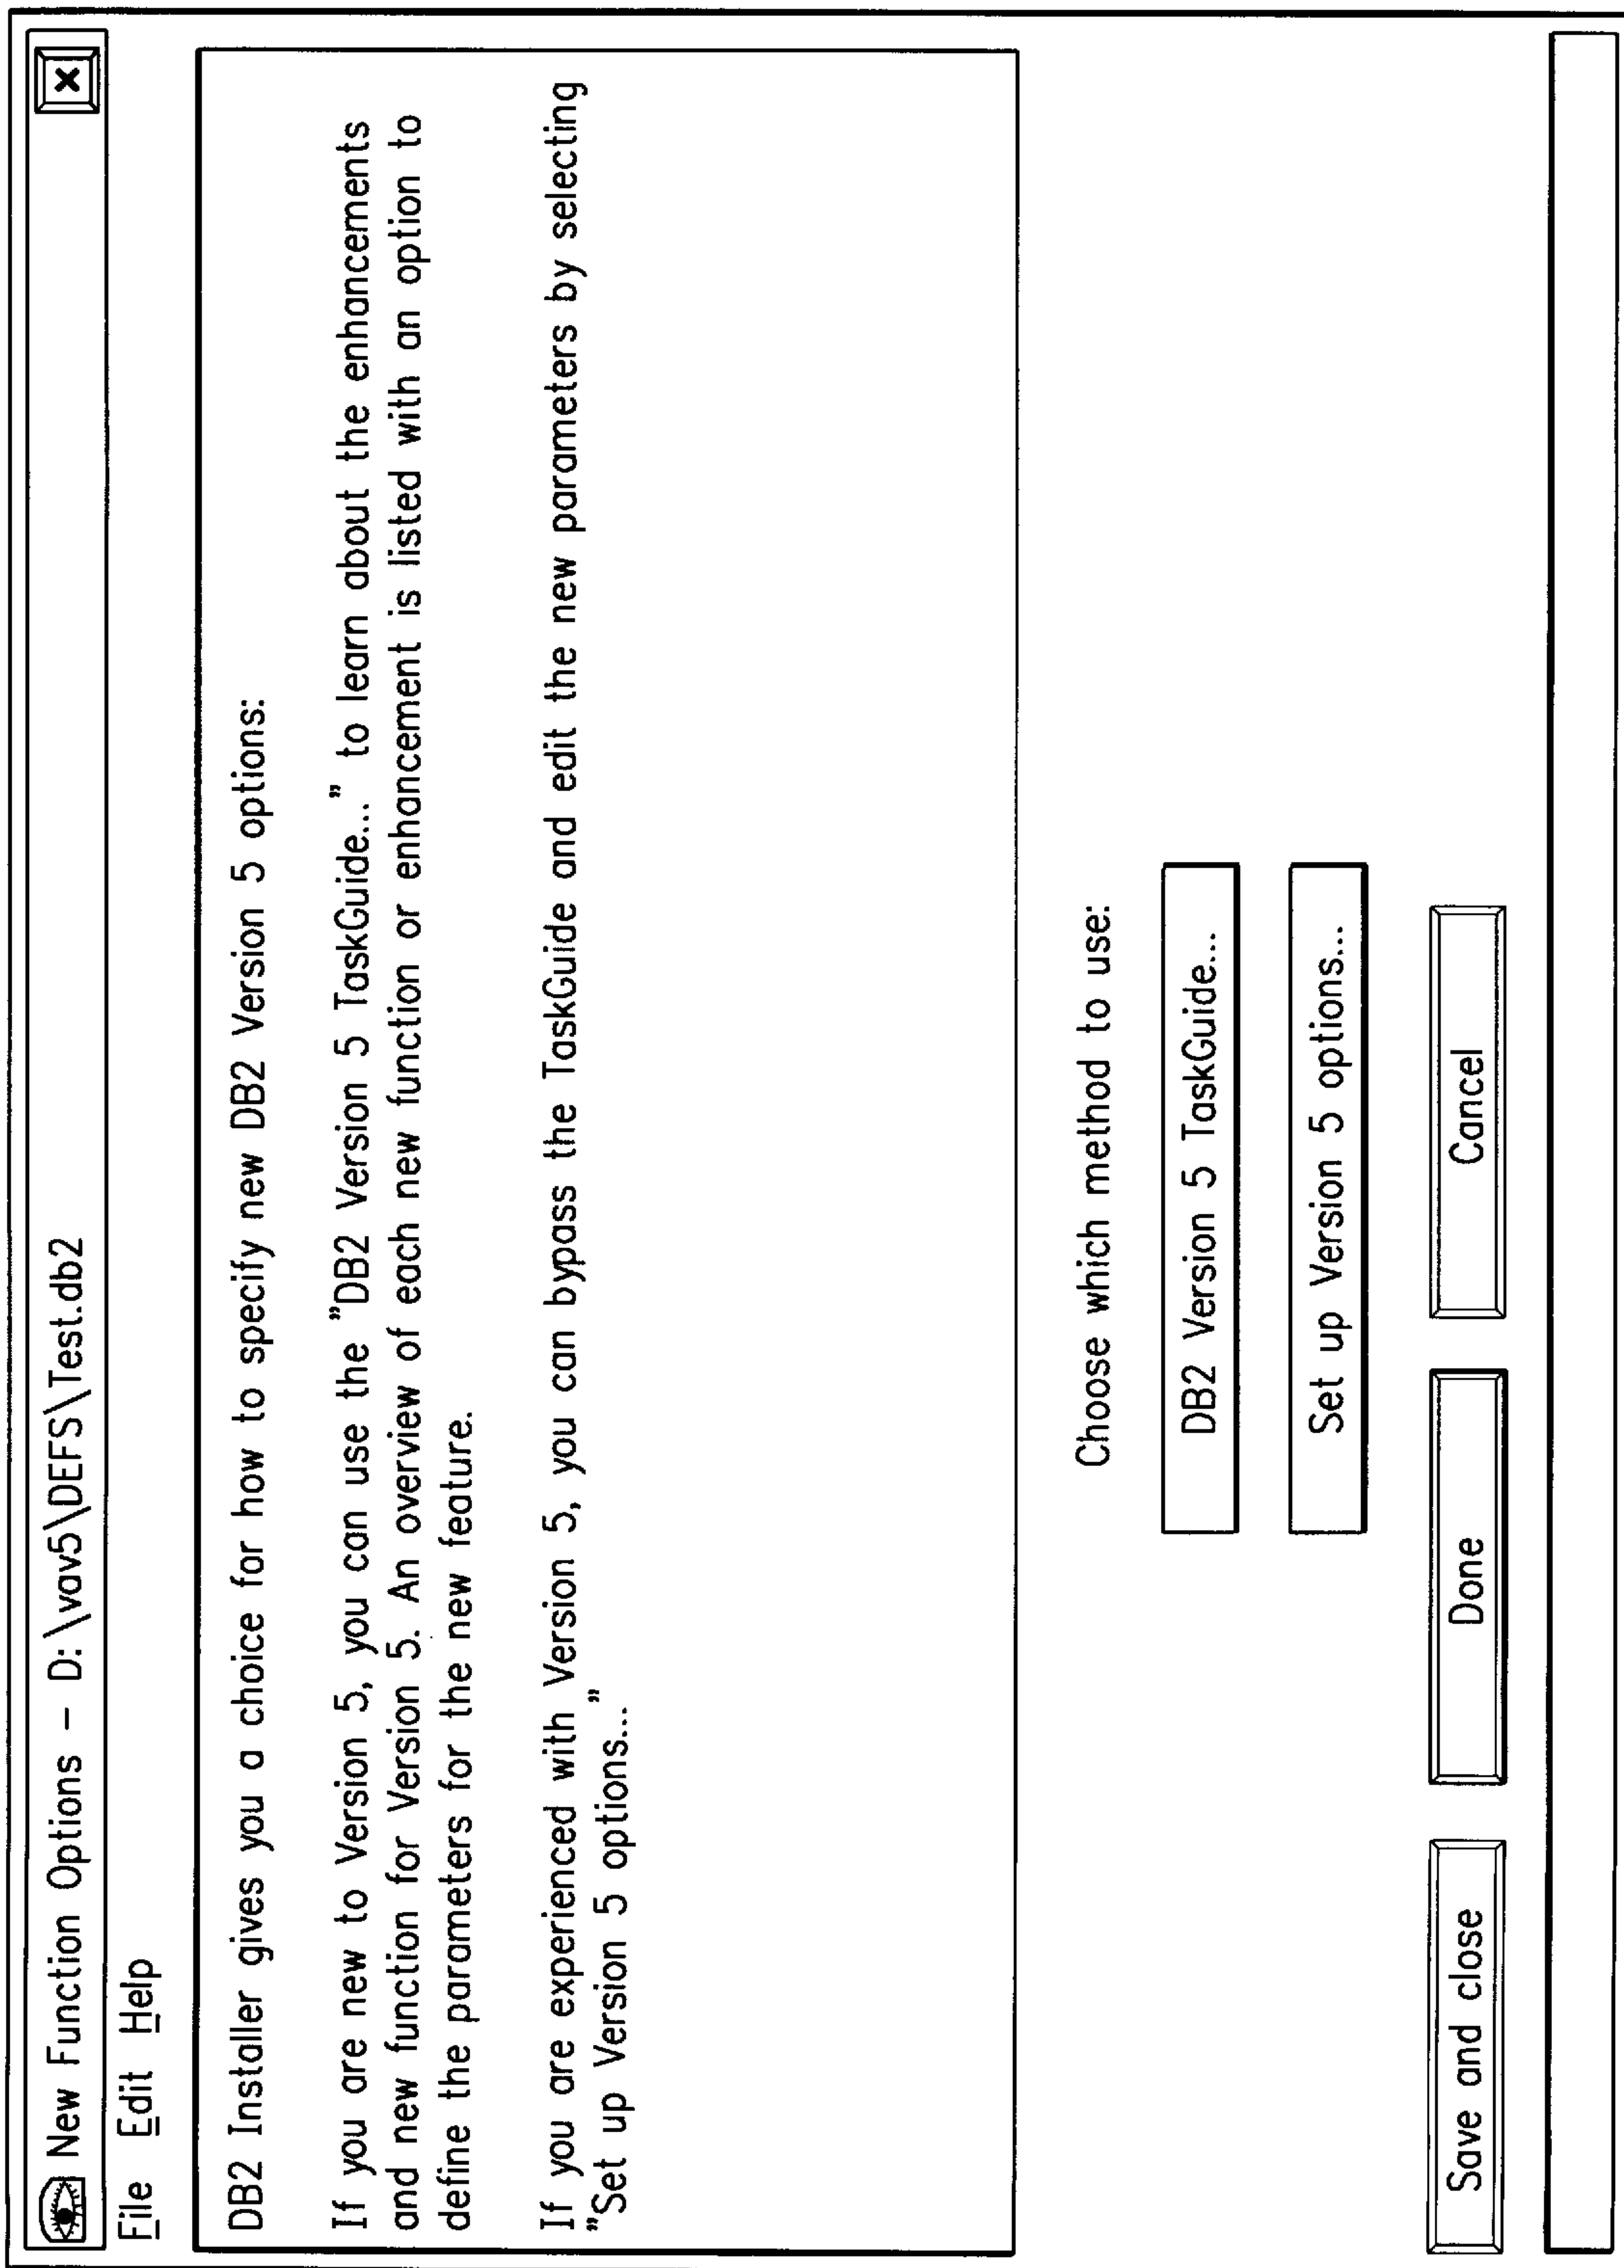 New Function Options – D:\vav5\DEFS\Test.db2
File Edit Help
DB2 Installer gives you a choice for how to specify new DB2 Version 5 options:
If you are new to Version 5, you can use the "DB2 Version 5 TaskGuide..." to learn about the enhancements
and new function for Version 5. An overview of each new function or enhancement is listed with an option to
define the parameters for the new feature.
If you are experienced with Version 5, you can bypass the TaskGuide and edit the new parameters by selecting
"Set up Version 5 options..."
Choose which method to use:
DB2 Version 5 TaskGuide...
Set up Version 5 options...
Save and close Done Cancel